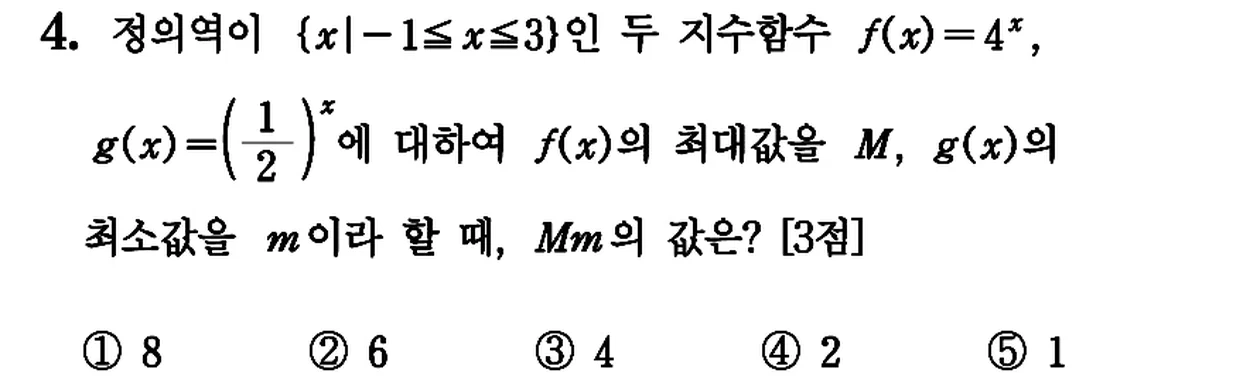 4. 정의역이 {x|-1≦x≦3}인 두 지수함수 f(x)=4^x,
g(x)=(1/2)^x에 대하여 f(x)의 최대값을 M, g(x)의
최소값을 m이라 할 때, Mm의 값은? [3점]
① 8 ② 6 ③ 4 ④ 2 ⑤ 1